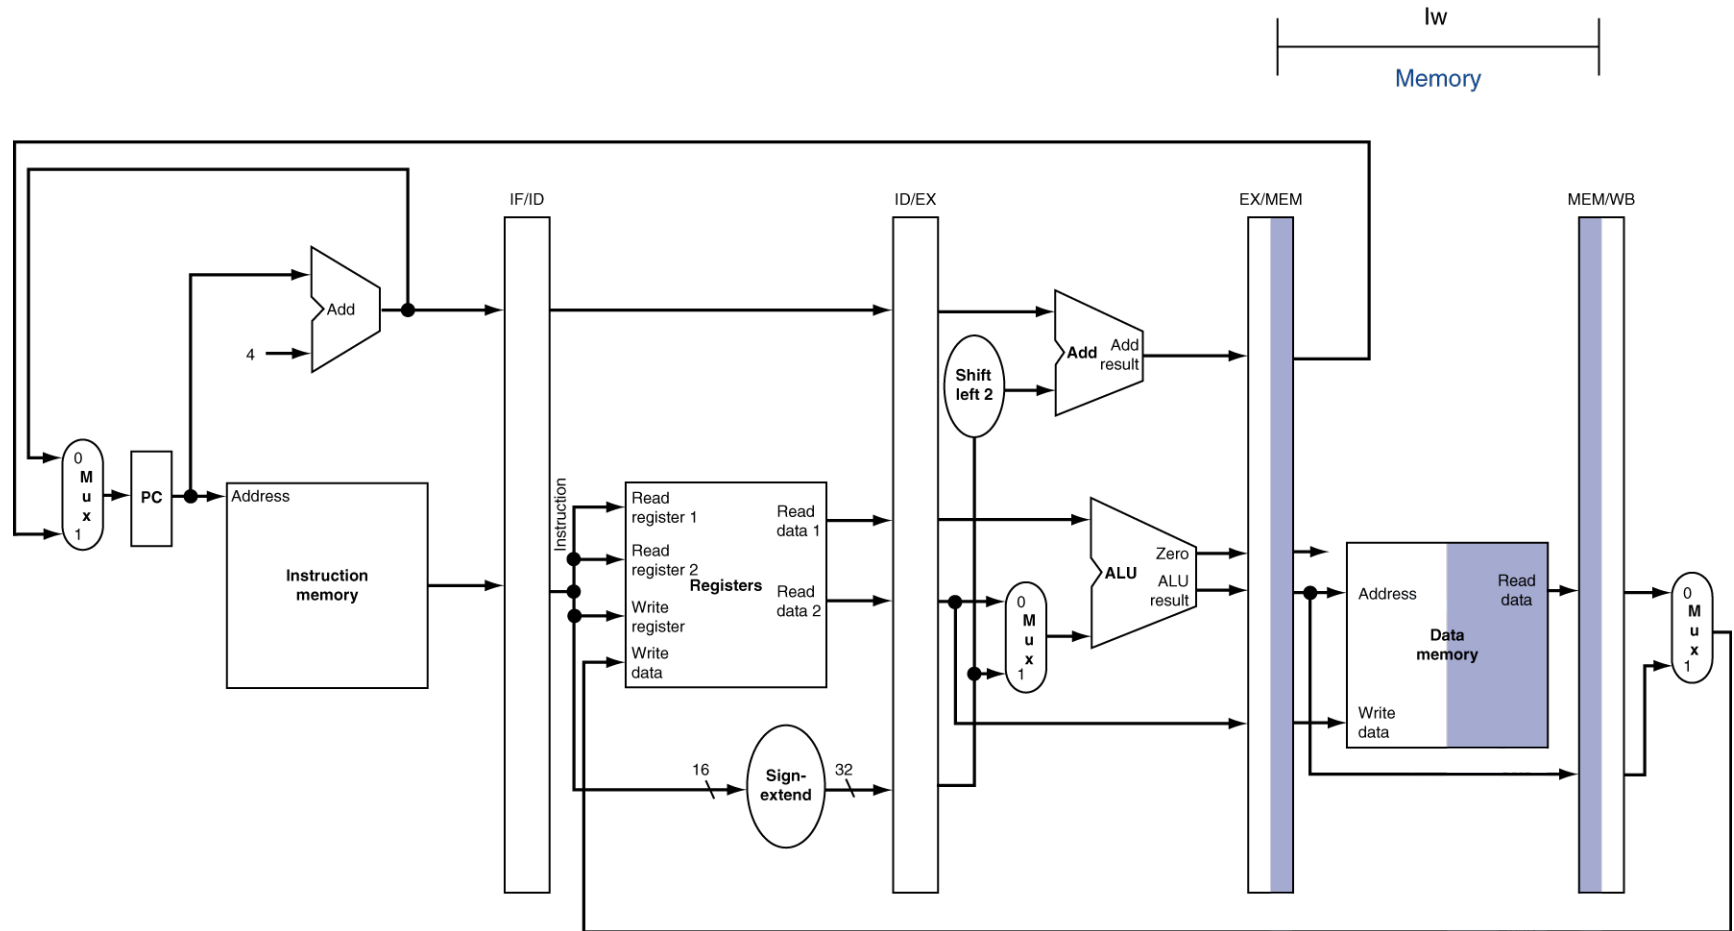 lw
Memory
IF/ID
ID/EX
EX/MEM
MEM/WB
Add
4
Add
Add
result
Shift
left 2
0
M
u
x
1
PC
Address
Instruction
memory
Instruction
Read
register 1
Read
register 2
Write
register
Write
data
Registers
Read
data 1
Read
data 2
16
Sign-
extend
32
0
M
u
x
1
Zero
ALU
ALU
result
Address
Read
data
Data
memory
Write
data
0
M
u
x
1